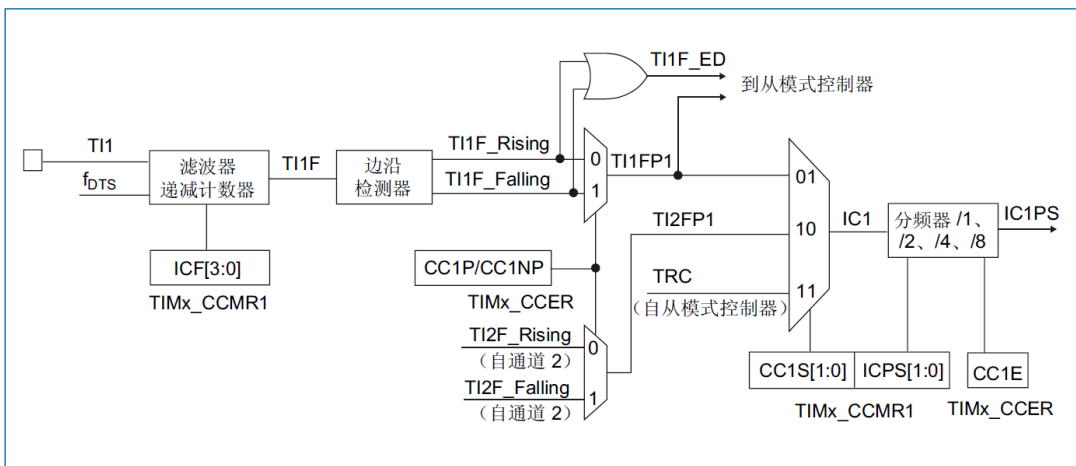 TI1F_ED
到从模式控制器
TI1
f_DTS
滤波器
递减计数器
TI1F
边沿
检测器
TI1F_Rising
TI1F_Falling
0
1
TI1FP1
ICF[3:0]
TIMx_CCMR1
CC1P/CC1NP
TIMx_CCER
TI2F_Rising
（自通道 2）
TI2F_Falling
（自通道 2）
0
1
TI2FP1
TRC
（自从模式控制器）
01
10
11
IC1
分频器 /1、
/2、/4、/8
IC1PS
CC1S[1:0]
ICPS[1:0]
TIMx_CCMR1
CC1E
TIMx_CCER